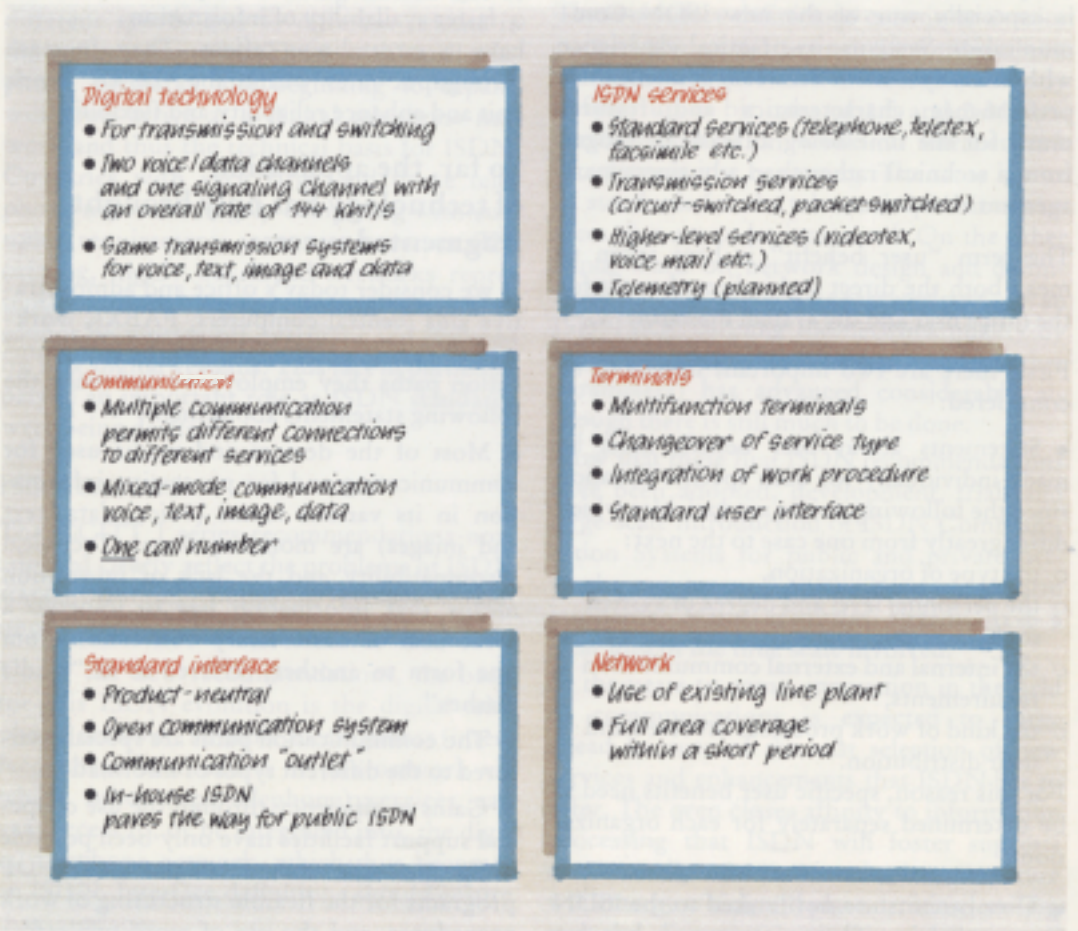 Digital technology
• For transmission and switching
• Two voice/data channels
and one signaling channel with
an overall rate of 144 kbit/s
• Same transmission systems
for voice, text, image and data
ISDN services
• Standard services (telephone, teletex,
facsimile etc.)
• Transmission services
(circuit-switched, packet-switched)
• Higher-level services (videotex,
voice mail etc.)
• Telemetry (planned)
Communication
• Multiple communication
permits different connections
to different services
• Mixed-mode communication
voice, text, image, data
• One call number
Terminals
• Multifunction terminals
• Changeover of service type
• Integration of work procedure
• Standard user interface
Standard interface
• Product-neutral
• Open communication system
• Communication "outlet"
• In-house ISDN
paves the way for public ISDN
Network
• Use of existing line plant
• Full area coverage
within a short period